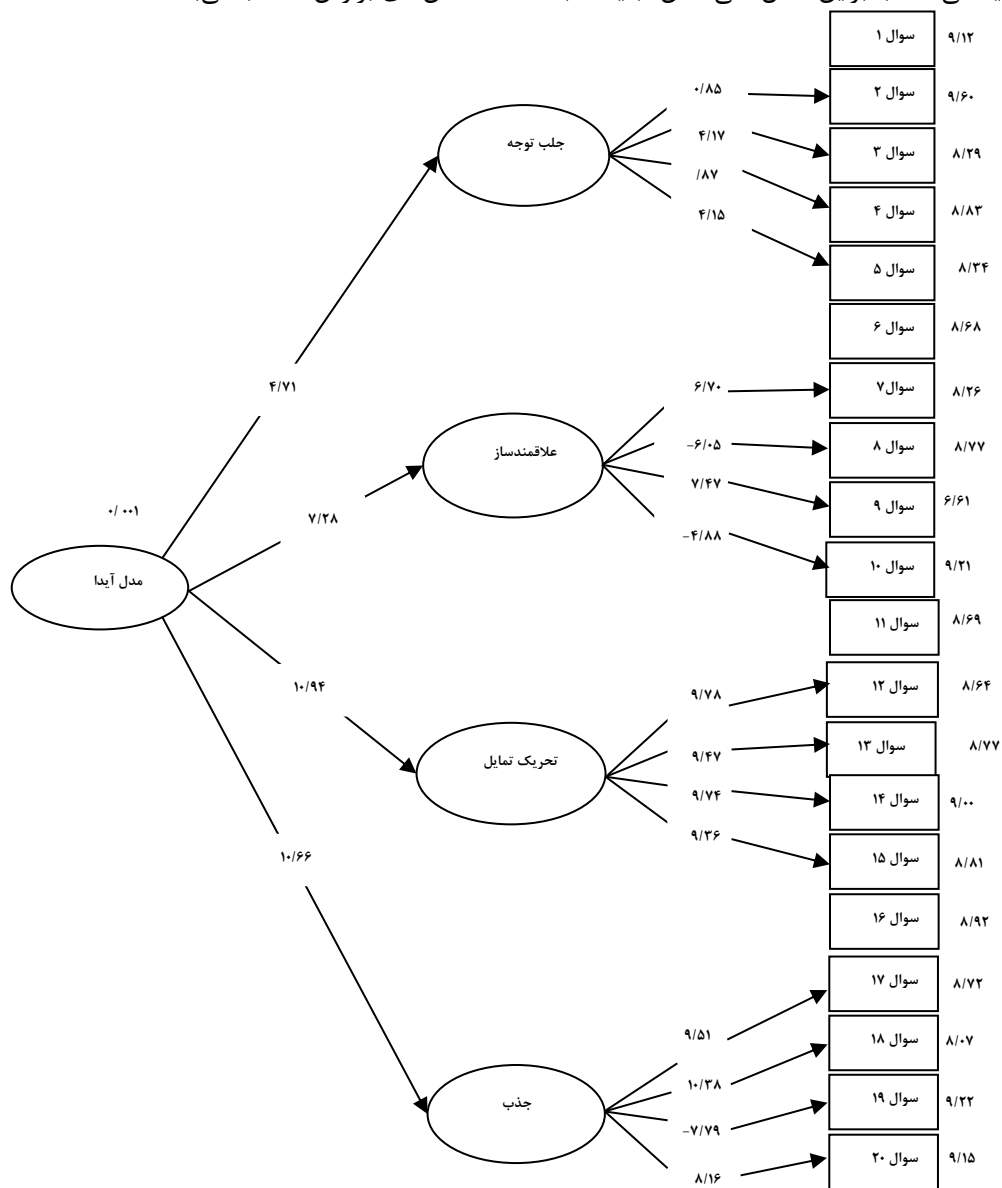 سوال ۱
۹/۱۲
سوال ۲
۹/۶۰
سوال ۳
۸/۲۹
سوال ۴
۸/۸۳
سوال ۵
۸/۳۴
سوال ۶
۸/۶۸
سوال۷
۸/۲۶
سوال ۸
۸/۷۷
سوال ۹
۶/۶۱
سوال ۱۰
۹/۲۱
سوال ۱۱
۸/۶۹
سوال ۱۲
۸/۶۴
سوال ۱۳
۸/۷۷
سوال ۱۴
۹/۰۰
سوال ۱۵
۸/۸۱
سوال ۱۶
۸/۹۲
سوال ۱۷
۸/۷۲
سوال ۱۸
۸/۰۷
سوال ۱۹
۹/۲۲
سوال ۲۰
۹/۱۵
۰/۸۵
۴/۱۷
/۸۷
۴/۱۵
۶/۷۰
-۶/۰۵
۷/۴۷
-۴/۸۸
۹/۷۸
۹/۴۷
۹/۷۴
۹/۳۶
۹/۵۱
۱۰/۳۸
-۷/۷۹
۸/۱۶
جلب توجه
علاقمندساز
تحریک تمایل
جذب
۴/۷۱
۷/۲۸
۱۰/۹۴
۱۰/۶۶
۰/ ۰۰۱
مدل آیدا